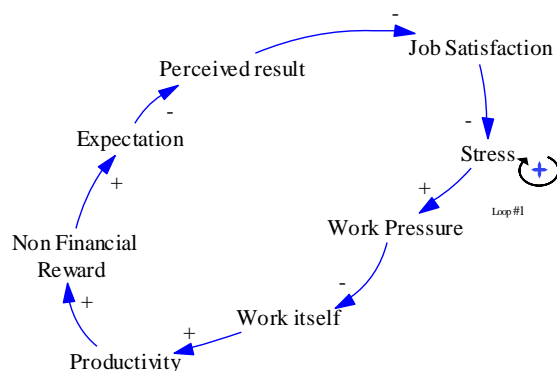 -
Job Satisfaction
Perceived result
-
Expectation
-
Stress
+
+
Loop #1
Work Pressure
Non Financial
Reward
-
+
Work itself
+
Productivity